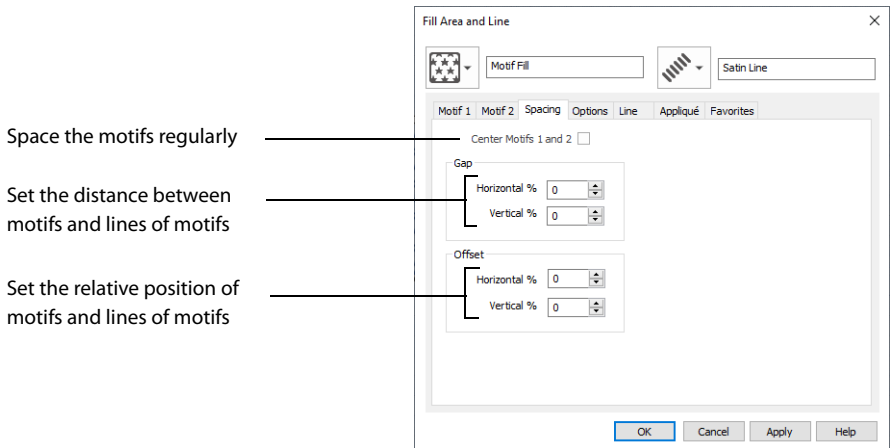 Fill Area and Line
Motif Fill
Satin Line
Motif 1 Motif 2 Spacing Options Line Appliqué Favorites
Space the motifs regularly
Center Motifs 1 and 2
Gap
Set the distance between
motifs and lines of motifs
Horizontal % 0
Vertical % 0
Offset
Set the relative position of
motifs and lines of motifs
Horizontal % 0
Vertical % 0
OK Cancel Apply Help